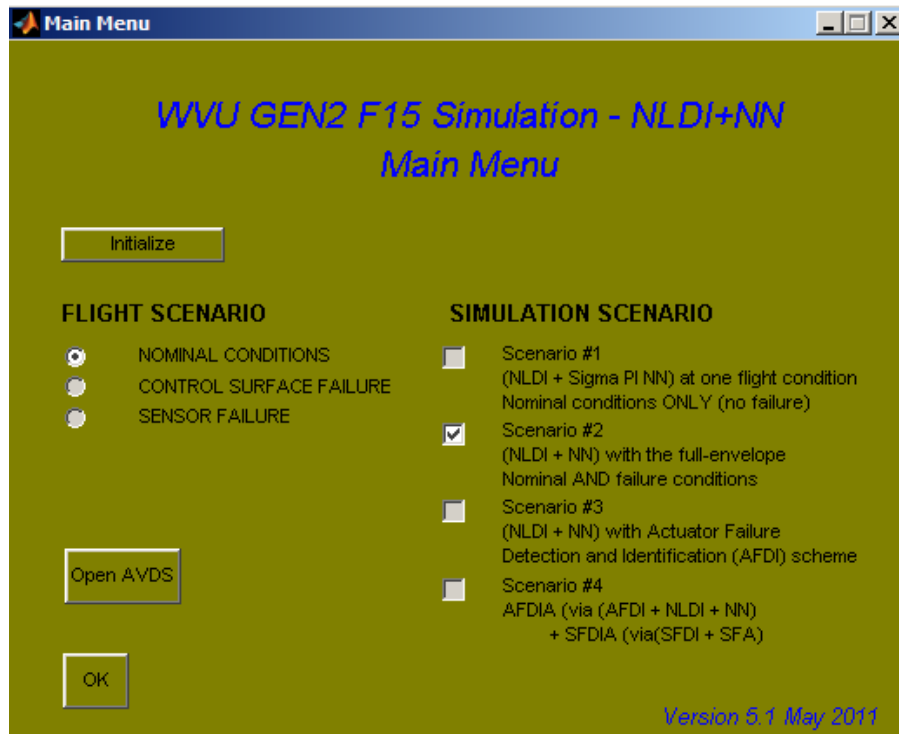 Main Menu
WVU GEN2 F15 Simulation - NLDI+NN
Main Menu
Initialize
FLIGHT SCENARIO
NOMINAL CONDITIONS
CONTROL SURFACE FAILURE
SENSOR FAILURE
Open AVDS
OK
SIMULATION SCENARIO
Scenario #1
(NLDI + Sigma PI NN) at one flight condition
Nominal conditions ONLY (no failure)
Scenario #2
(NLDI + NN) with the full-envelope
Nominal AND failure conditions
Scenario #3
(NLDI + NN) with Actuator Failure
Detection and Identification (AFDI) scheme
Scenario #4
AFDIA (via (AFDI + NLDI + NN)
+ SFDIA (via(SFDI + SFA)
Version 5.1 May 2011